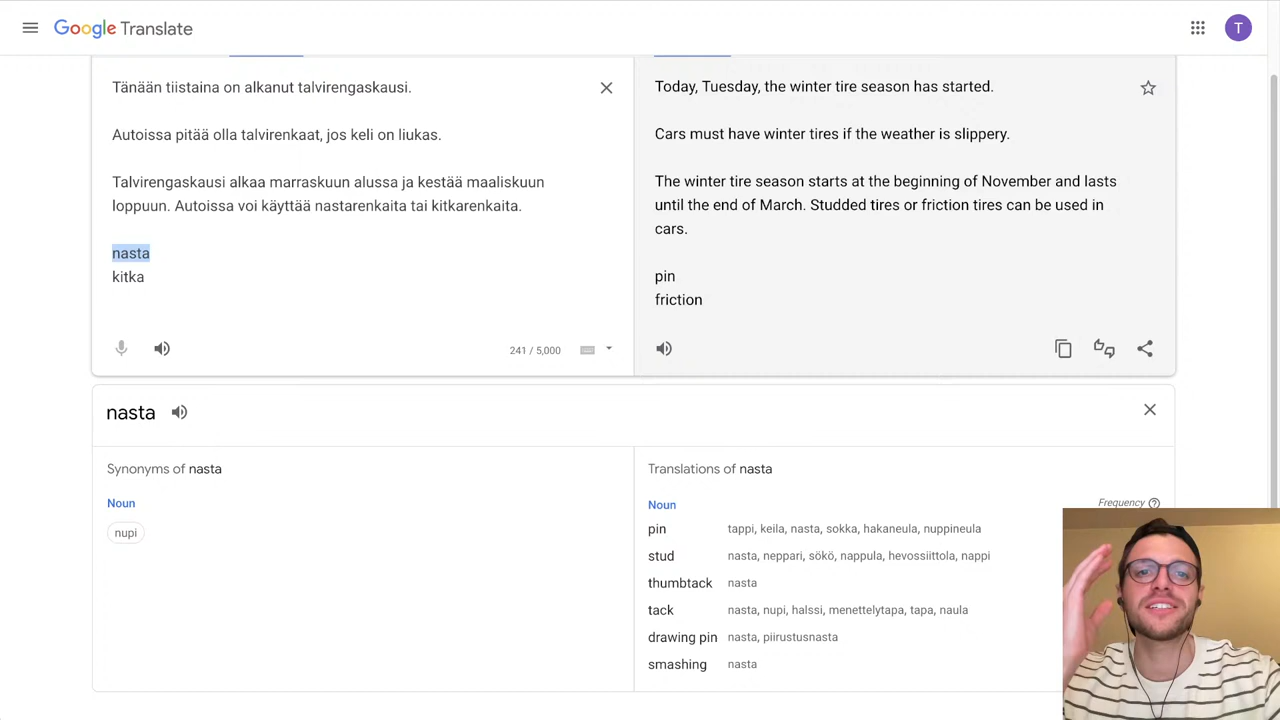 Google Translate
T
Tänään tiistaina on alkanut talvirengaskausi.
Autoissa pitää olla talvirenkaat, jos keli on liukas.
Talvirengaskausi alkaa marraskuun alussa ja kestää maaliskuun
loppuun. Autoissa voi käyttää nastarenkaita tai kitkarenkaita.
nasta
kitka
241 / 5,000
Today, Tuesday, the winter tire season has started.
Cars must have winter tires if the weather is slippery.
The winter tire season starts at the beginning of November and lasts
until the end of March. Studded tires or friction tires can be used in
cars.
pin
friction
nasta
Synonyms of nasta
Noun
nupi
Translations of nasta
Noun
Frequency
pin tappi, keila, nasta, sokka, hakaneula, nuppineula
stud nasta, neppari, sökö, nappula, hevossiittola, nappi
thumbtack nasta
tack nasta, nupi, halssi, menettelytapa, tapa, naula
drawing pin nasta, piirustusnasta
smashing nasta